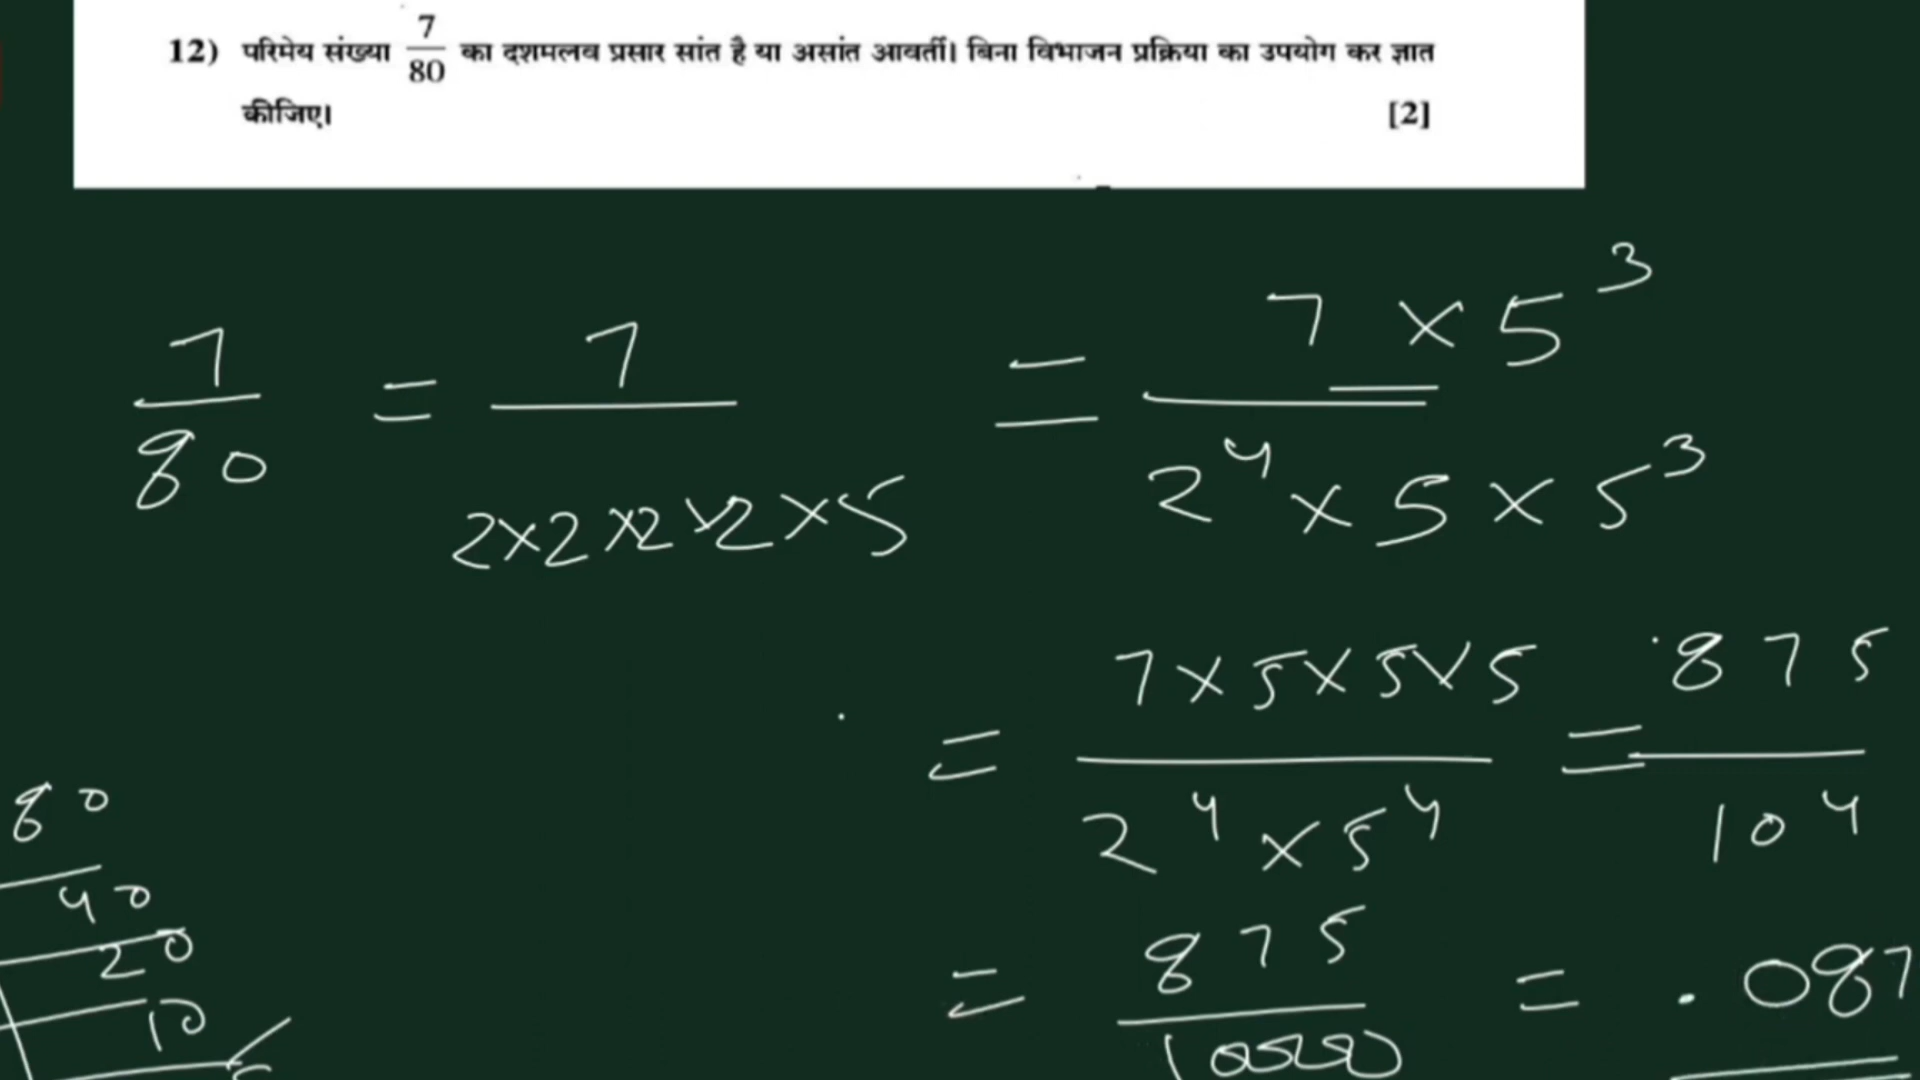 12) परिमेय संख्या 7/80 का दशमलव प्रसार सांत है या असांत आवर्ती। बिना विभाजन प्रक्रिया का उपयोग कर ज्ञात
कीजिए। [2]
7/80 = 7/(2×2×2×2×5) = (7 × 5³)/(2⁴ × 5 × 5³)
= (7×5×5×5)/(2⁴ × 5⁴) = 875/10⁴
= 875/10000 = .087
80
40
20
10
5